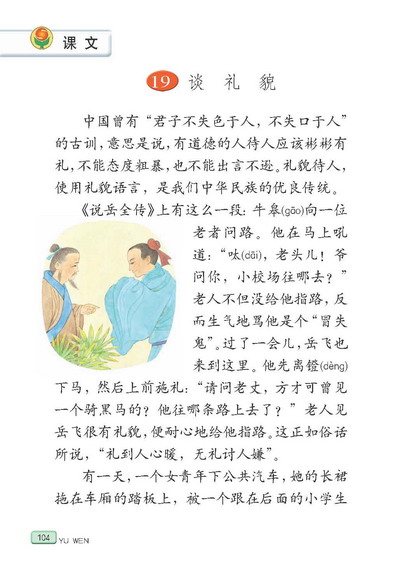 课文
19 谈 礼 貌
中国曾有“君子不失色于人，不失口于人”
的古训，意思是说，有道德的人待人应该彬彬有
礼，不能态度粗暴，也不能出言不逊。礼貌待人，
使用礼貌语言，是我们中华民族的优良传统。
《说岳全传》上有这么一段：牛皋(gāo)向一位
老者问路。他在马上吼
道：“呔(dāi)，老头儿！爷
问你，小校场往哪去？”
老人不但没给他指路，反
而生气地骂他是个“冒失
鬼”。过了一会儿，岳飞也
来到这里。他先离镫(dèng)
下马，然后上前施礼：“请问老丈，方才可曾见
一个骑黑马的？他往哪条路上去了？”老人见
岳飞很有礼貌，便耐心地给他指路。这正如俗话
所说，“礼到人心暖，无礼讨人嫌”。
有一天，一个女青年下公共汽车，她的长裙
拖在车厢的踏板上，被一个跟在后面的小学生
104 YU WEN